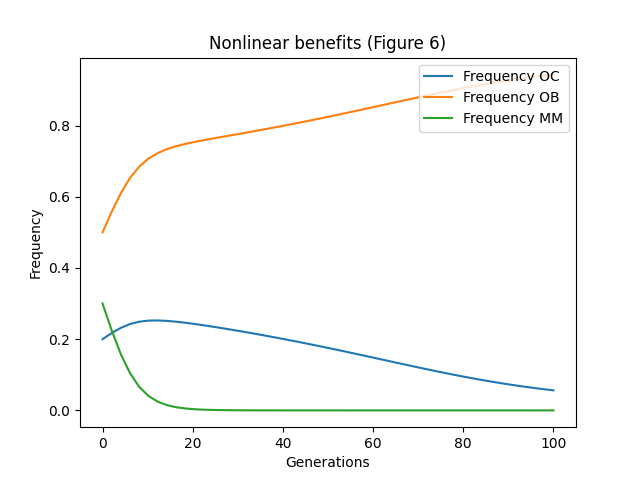 Nonlinear benefits (Figure 6)
Frequency OC
Frequency OB
Frequency MM
Frequency
0.8
0.6
0.4
0.2
0.0
0 20 40 60 80 100
Generations